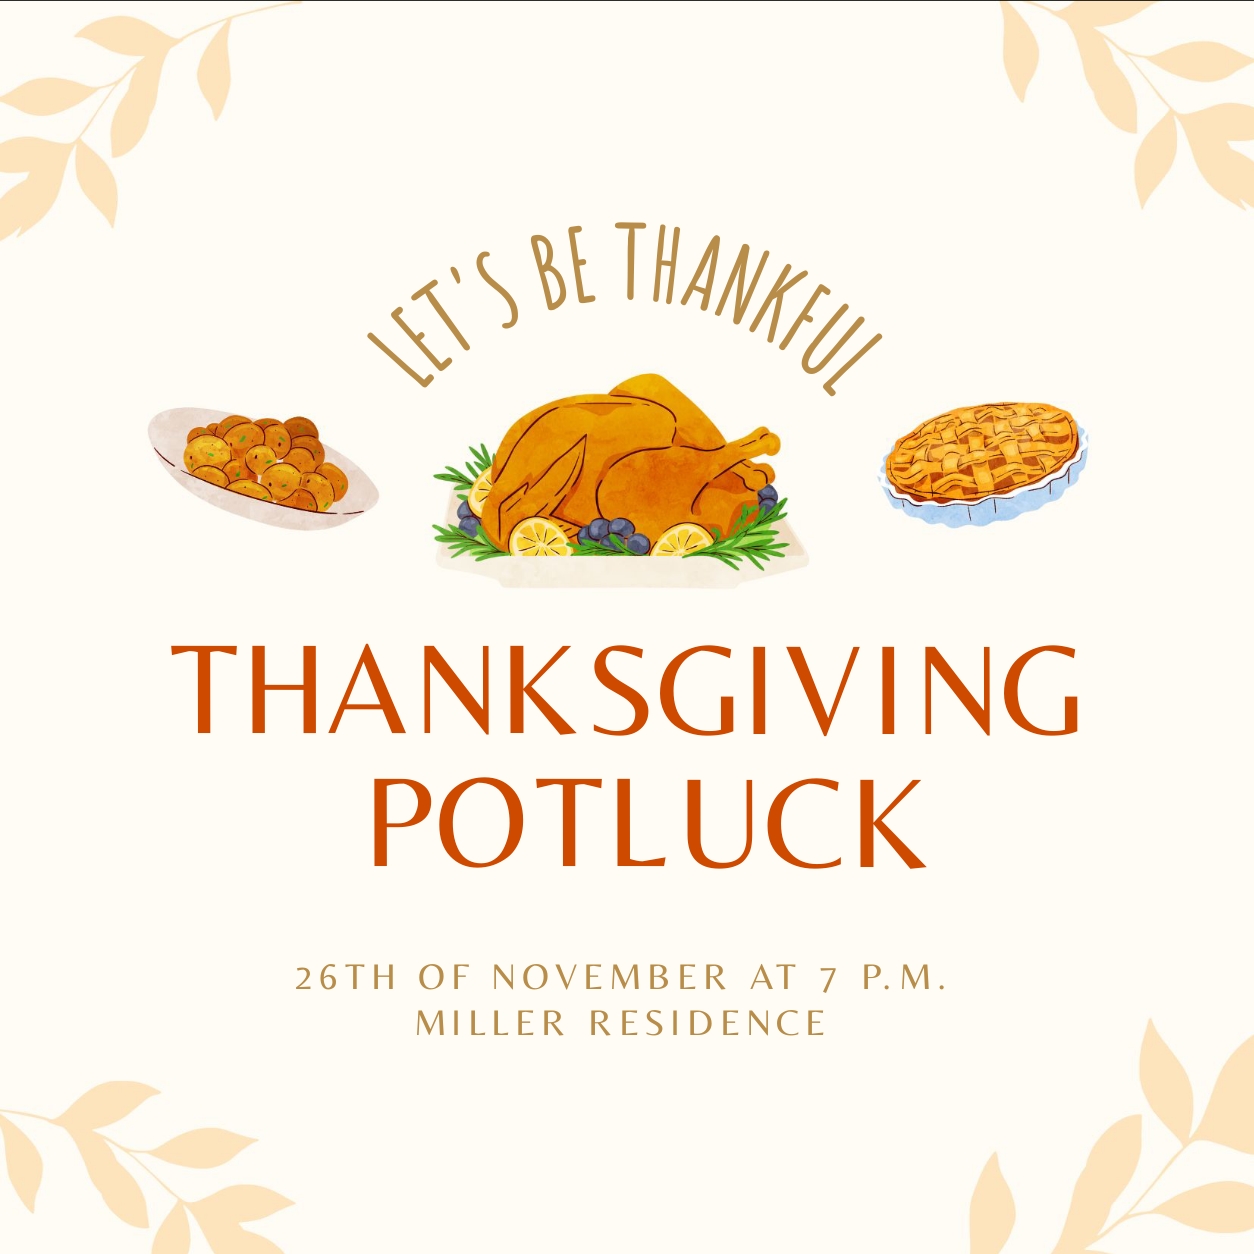 LET'S BE THANKFUL
THANKSGIVING
POTLUCK
26TH OF NOVEMBER AT 7 P.M.
MILLER RESIDENCE